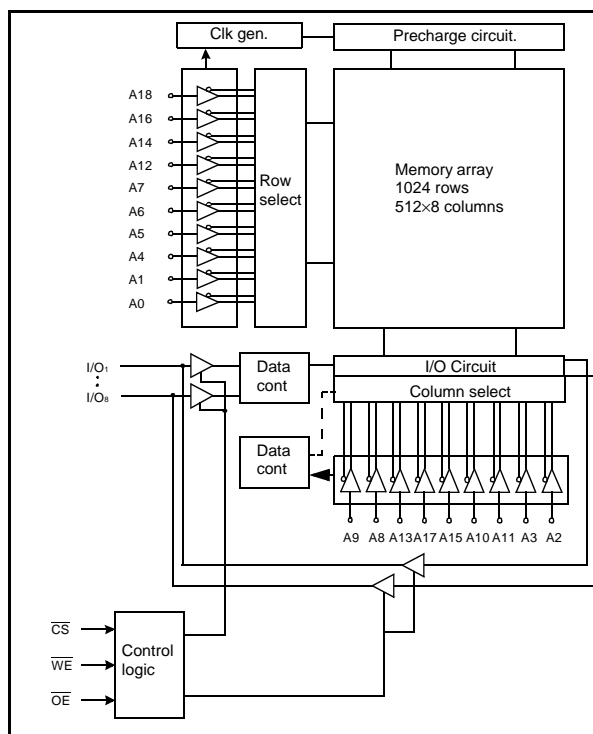 Clk gen.
Precharge circuit.
A18
A16
A14
A12
A7
A6
A5
A4
A1
A0
Row
select
Memory array
1024 rows
512×8 columns
I/O1
I/O8
Data
cont
I/O Circuit
Column select
Data
cont
A9 A8 A13 A17 A15 A10 A11 A3 A2
CS
WE
OE
Control
logic